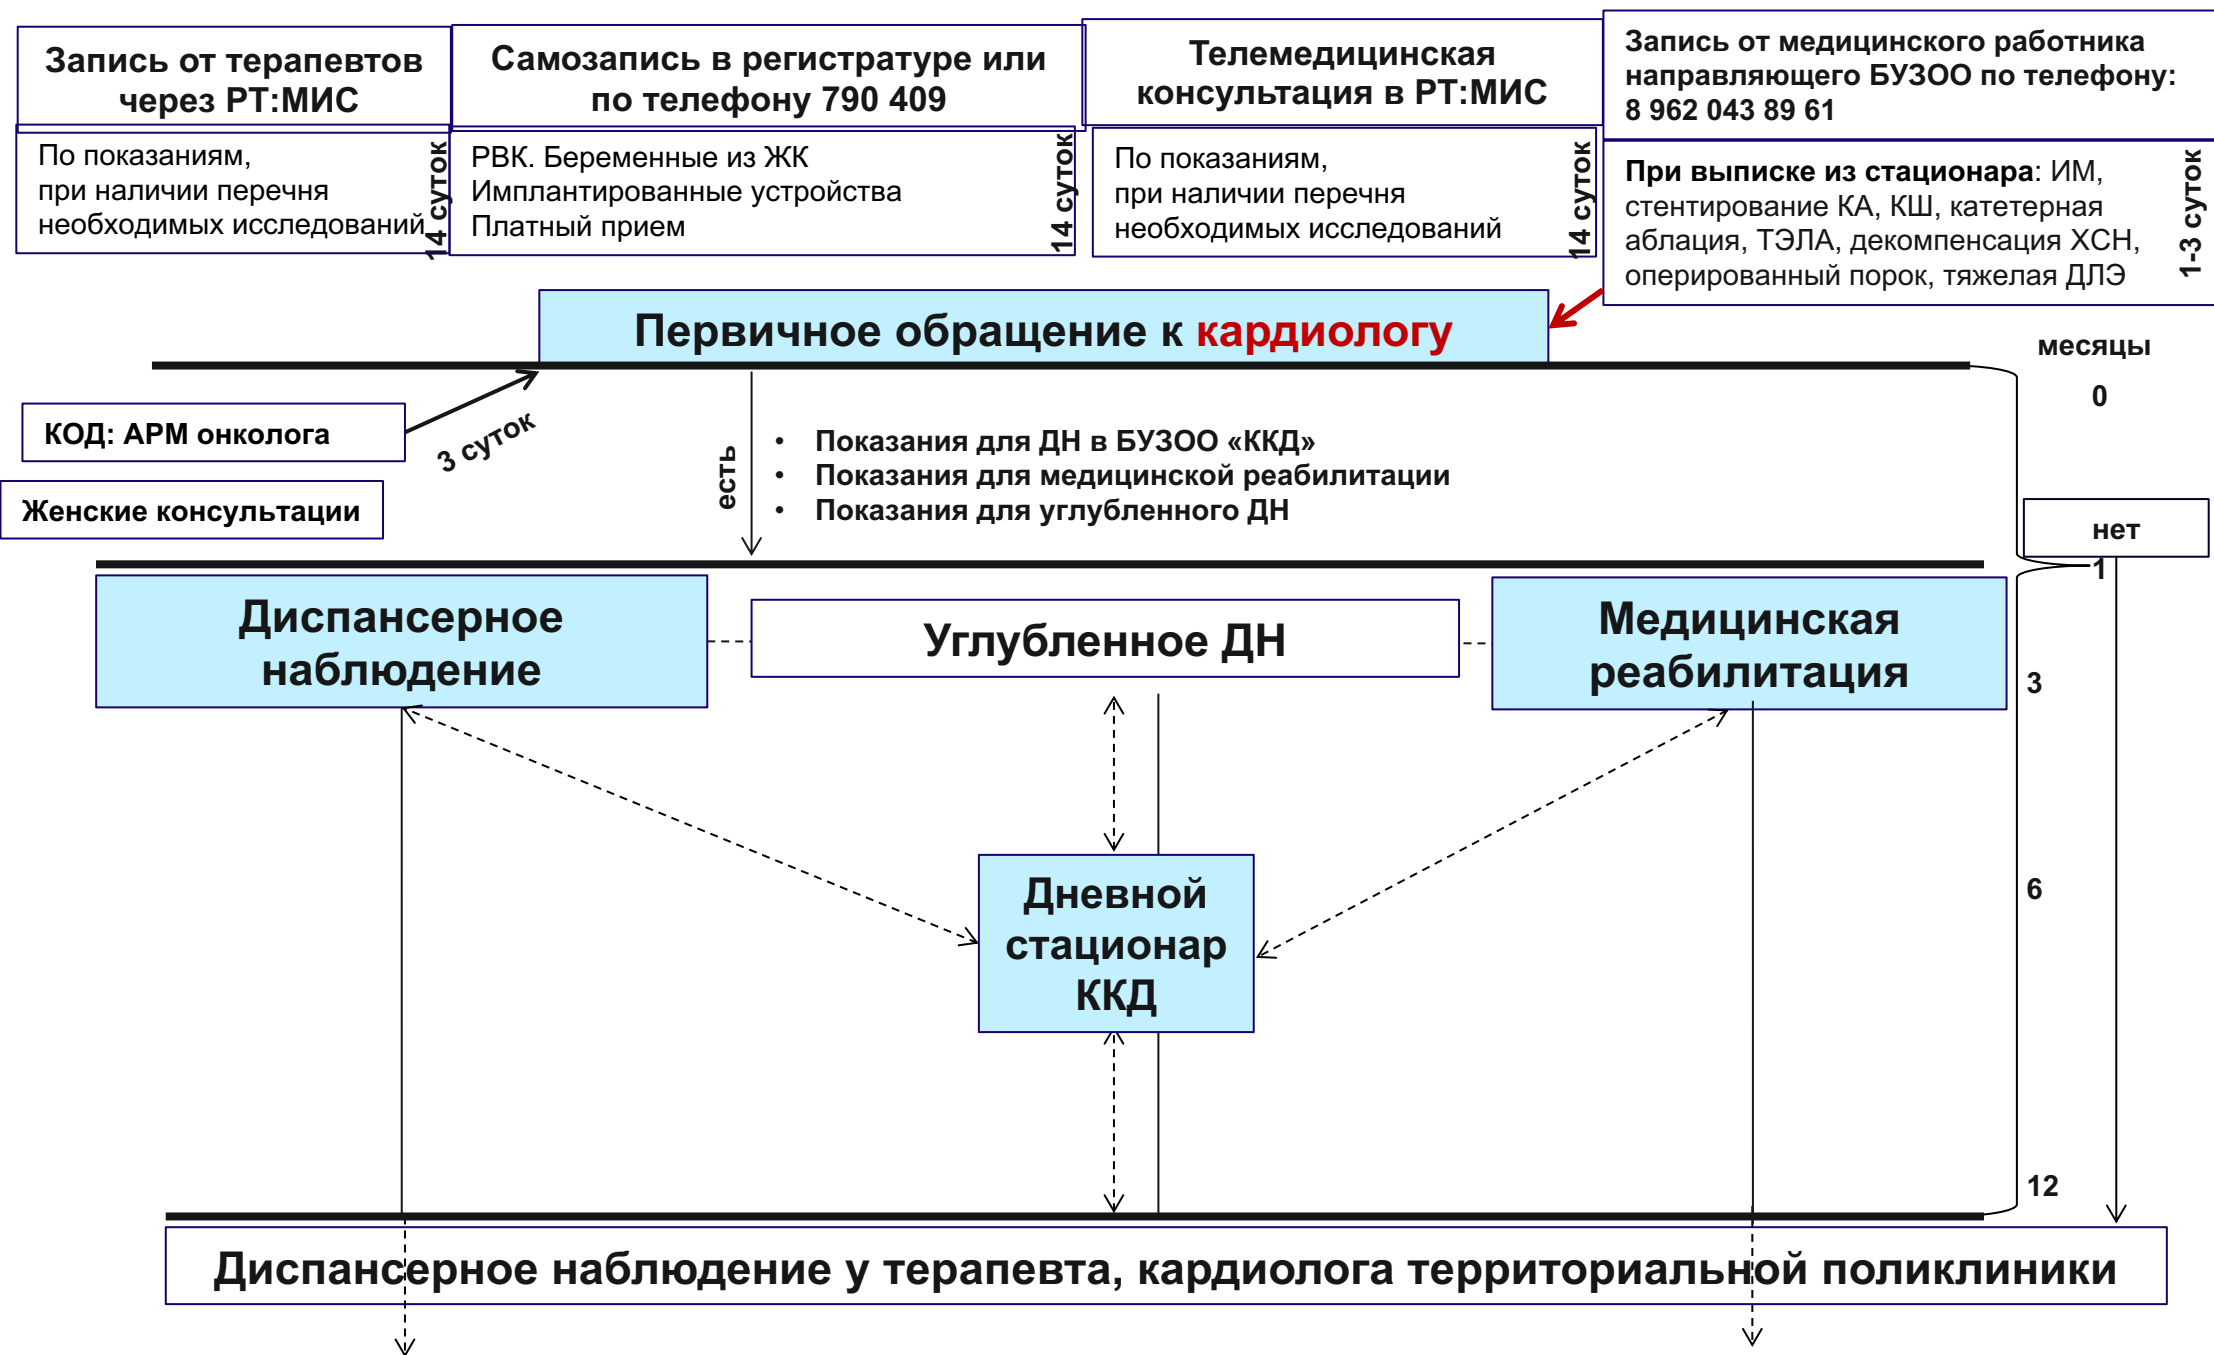 Запись от терапевтов
через РТ:МИС
По показаниям,
при наличии перечня
необходимых исследований
14 суток
Самозапись в регистратуре или
по телефону 790 409
РВК. Беременные из ЖК
Имплантированные устройства
Платный прием
14 суток
Телемедицинская
консультация в РТ:МИС
По показаниям,
при наличии перечня
необходимых исследований
14 суток
Запись от медицинского работника
направляющего БУЗОО по телефону:
8 962 043 89 61
При выписке из стационара: ИМ,
стентирование КА, КШ, катетерная
аблация, ТЭЛА, декомпенсация ХСН,
оперированный порок, тяжелая ДЛЭ
1-3 суток
Первичное обращение к кардиологу
месяцы
0
КОД: АРМ онколога
3 суток
Женские консультации
есть
• Показания для ДН в БУЗОО «ККД»
• Показания для медицинской реабилитации
• Показания для углубленного ДН
нет
1
Диспансерное
наблюдение
Углубленное ДН
Медицинская
реабилитация
3
Дневной
стационар
ККД
6
12
Диспансерное наблюдение у терапевта, кардиолога территориальной поликлиники